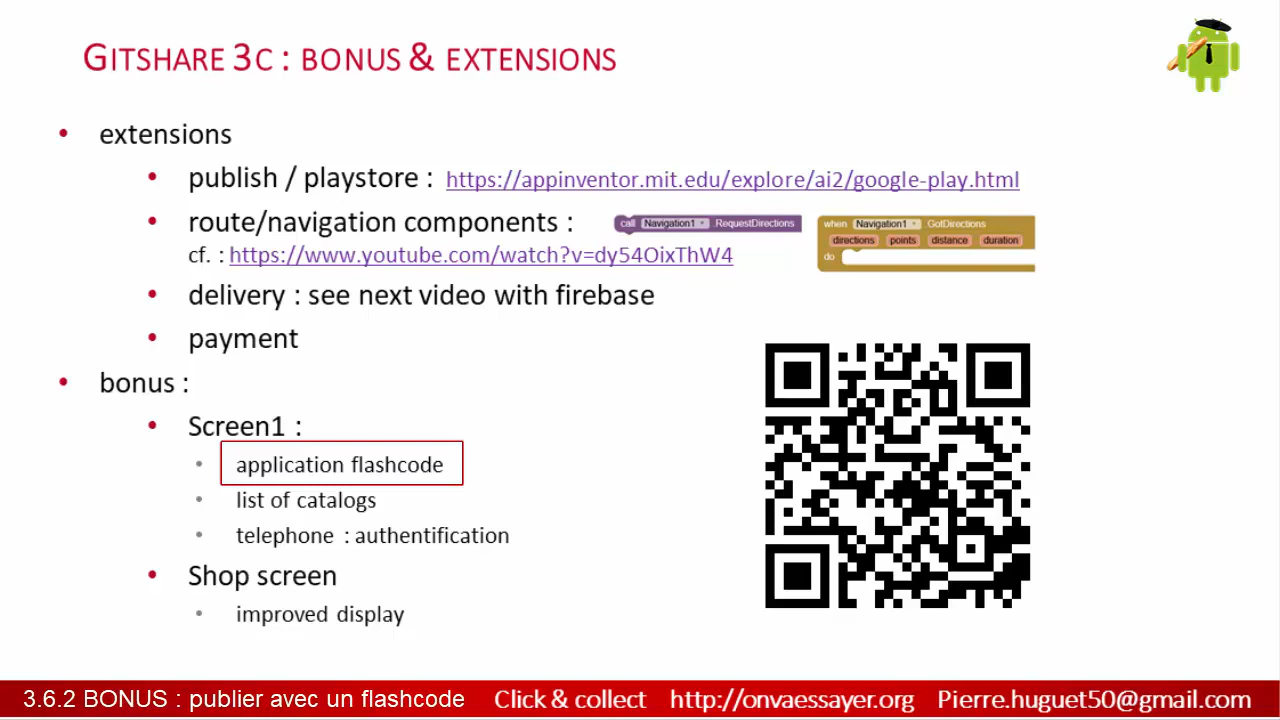 GITSHARE 3C : BONUS & EXTENSIONS
• extensions
• publish / playstore : https://appinventor.mit.edu/explore/ai2/google-play.html
• route/navigation components :
call Navigation1 RequestDirections
when Navigation1 GotDirections
directions points distance duration
do
cf. : https://www.youtube.com/watch?v=dy54OixThW4
• delivery : see next video with firebase
• payment
• bonus :
• Screen1 :
• application flashcode
• list of catalogs
• telephone : authentification
• Shop screen
• improved display
3.6.2 BONUS : publier avec un flashcode Click & collect http://onvaessayer.org Pierre.huguet50@gmail.com